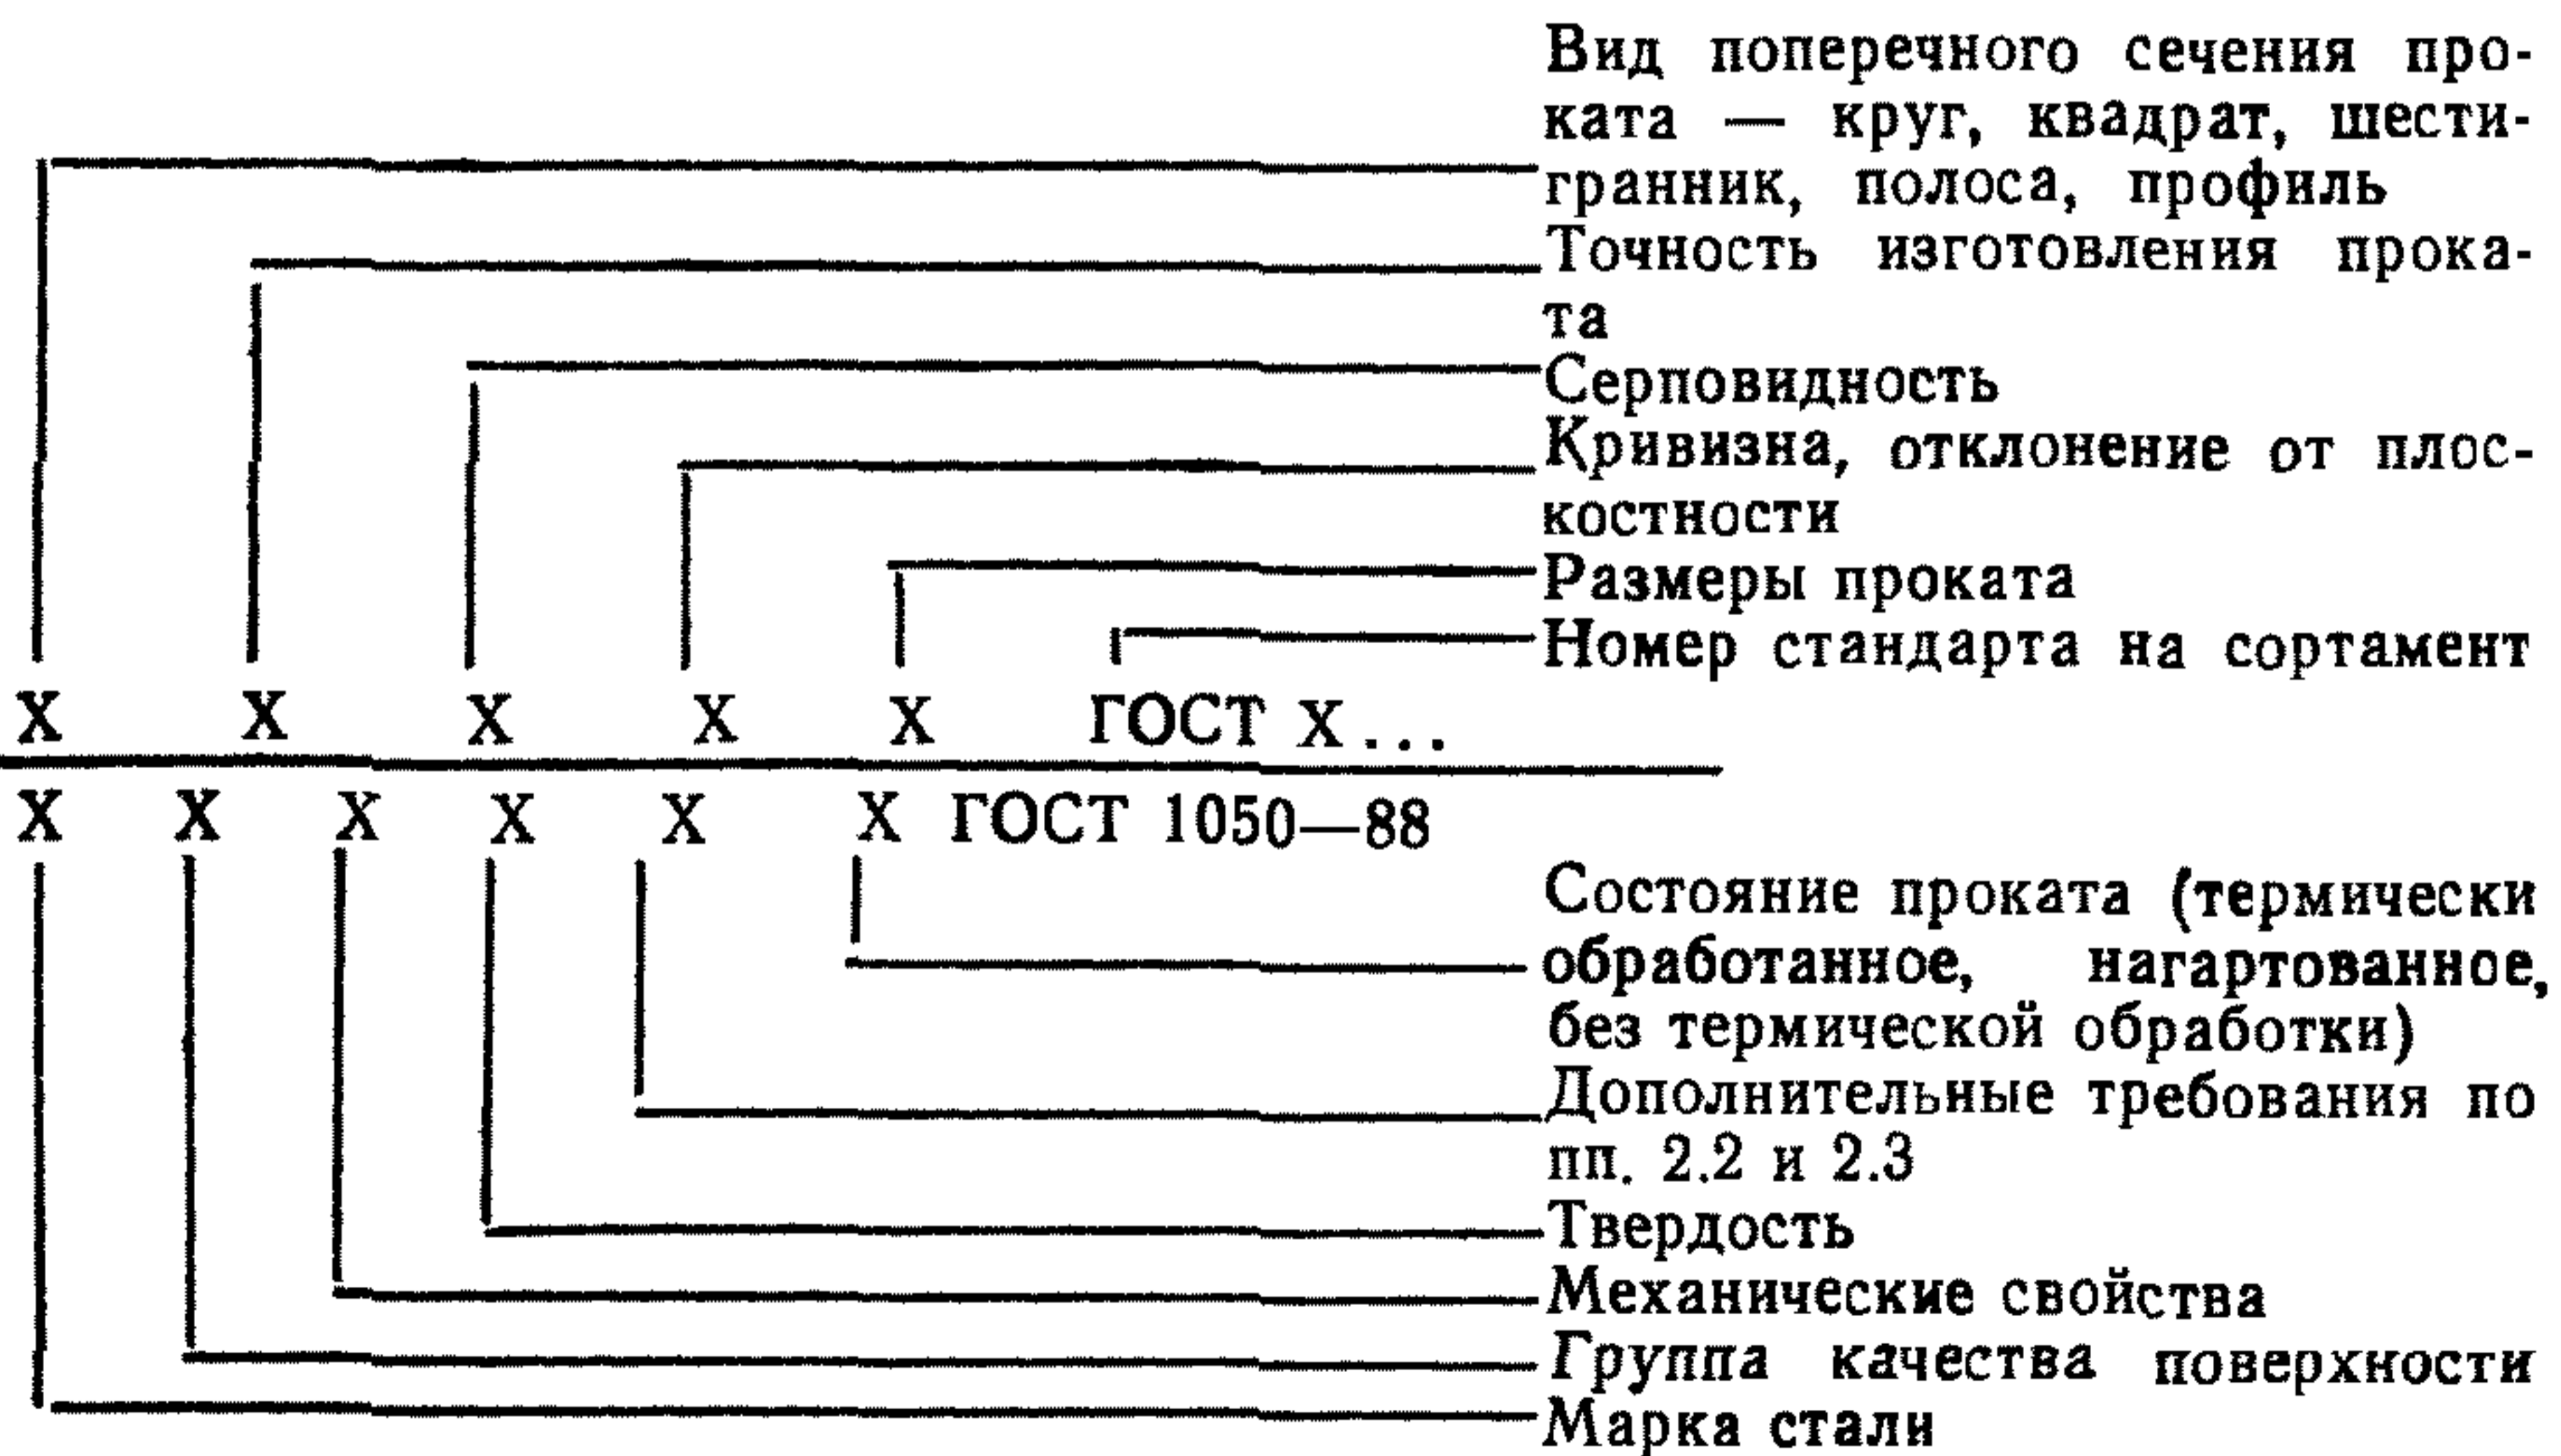 Вид поперечного сечения про-
ката — круг, квадрат, шести-
гранник, полоса, профиль
Точность изготовления прока-
та
Серповидность
Кривизна, отклонение от плос-
костности
Размеры проката
Номер стандарта на сортамент
X X X X X ГОСТ X...
X X X X X X ГОСТ 1050—88
Состояние проката (термически
обработанное, нагартованное,
без термической обработки)
Дополнительные требования по
пп. 2.2 и 2.3
Твердость
Механические свойства
Группа качества поверхности
Марка стали